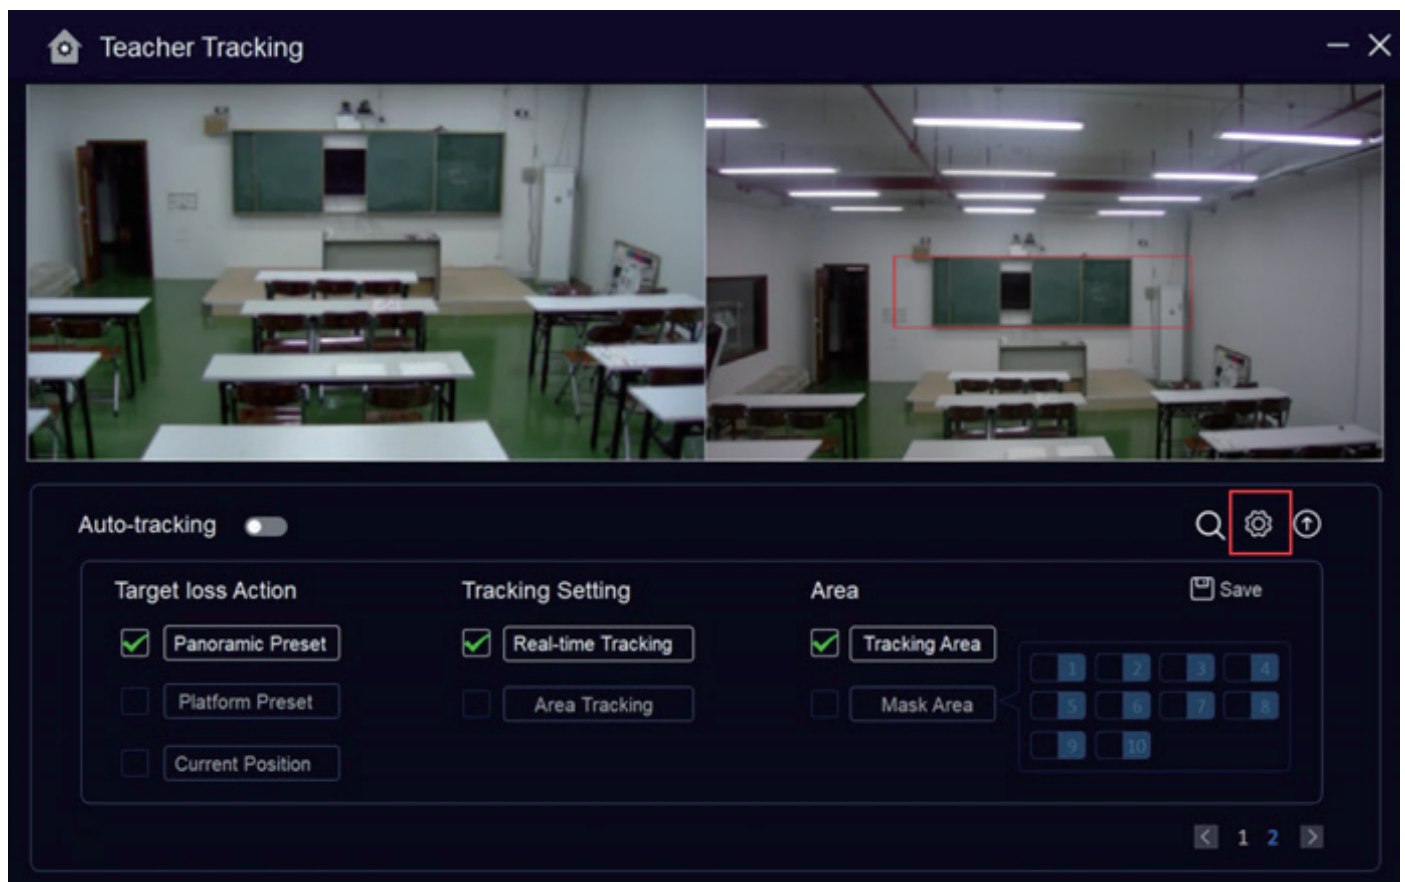 Teacher Tracking
Auto-tracking
Target loss Action
Tracking Setting
Area
Save
Panoramic Preset
Real-time Tracking
Tracking Area
Platform Preset
Area Tracking
Mask Area
Current Position
1 2 3 4
5 6 7 8
9 10
1 2